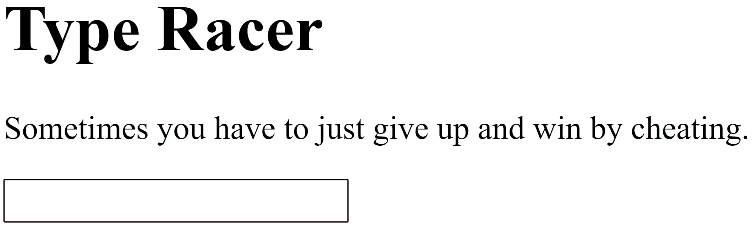 Type Racer
Sometimes you have to just give up and win by cheating.